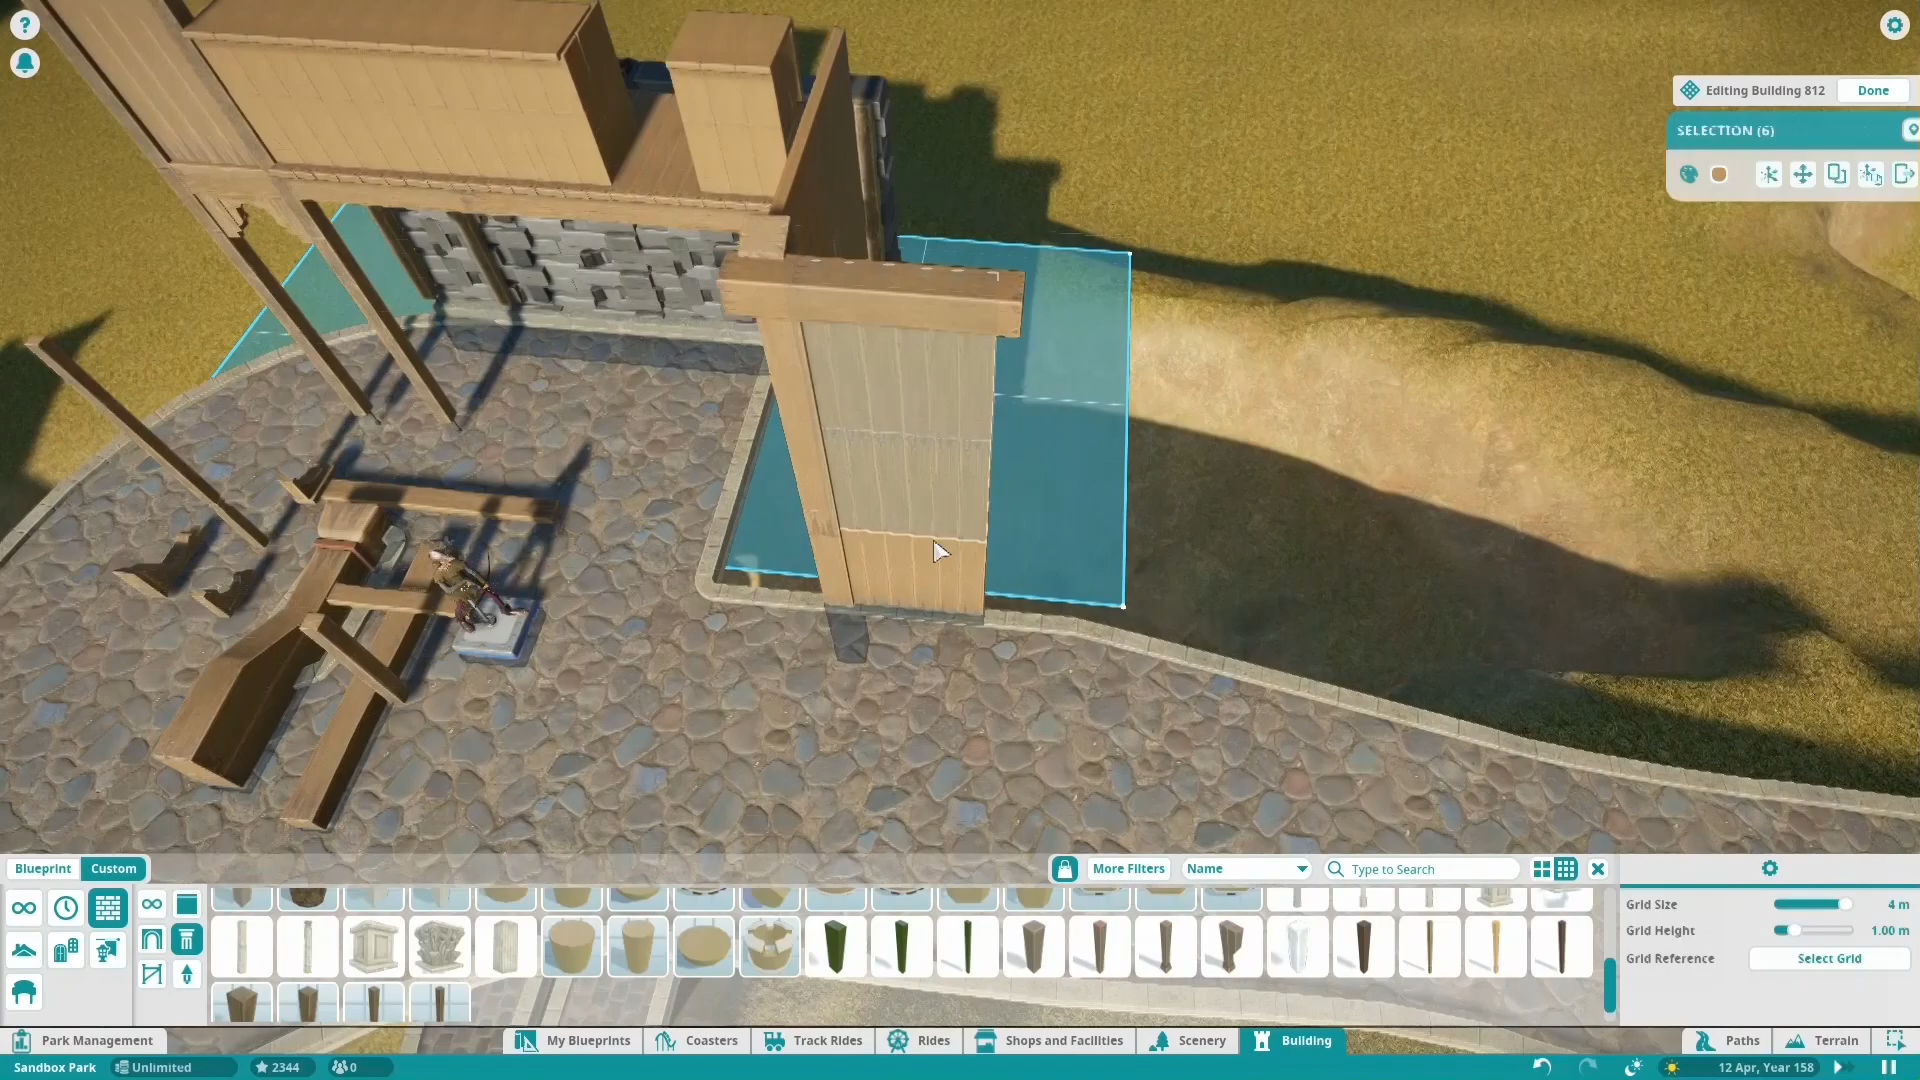 ?
Editing Building 812
Done
SELECTION (6)
Blueprint
Custom
More Filters
Name
Type to Search
Grid Size
4 m
Grid Height
1.00 m
Grid Reference
Select Grid
Park Management
My Blueprints
Coasters
Track Rides
Rides
Shops and Facilities
Scenery
Building
Paths
Terrain
Sandbox Park
Unlimited
2344
0
12 Apr, Year 158